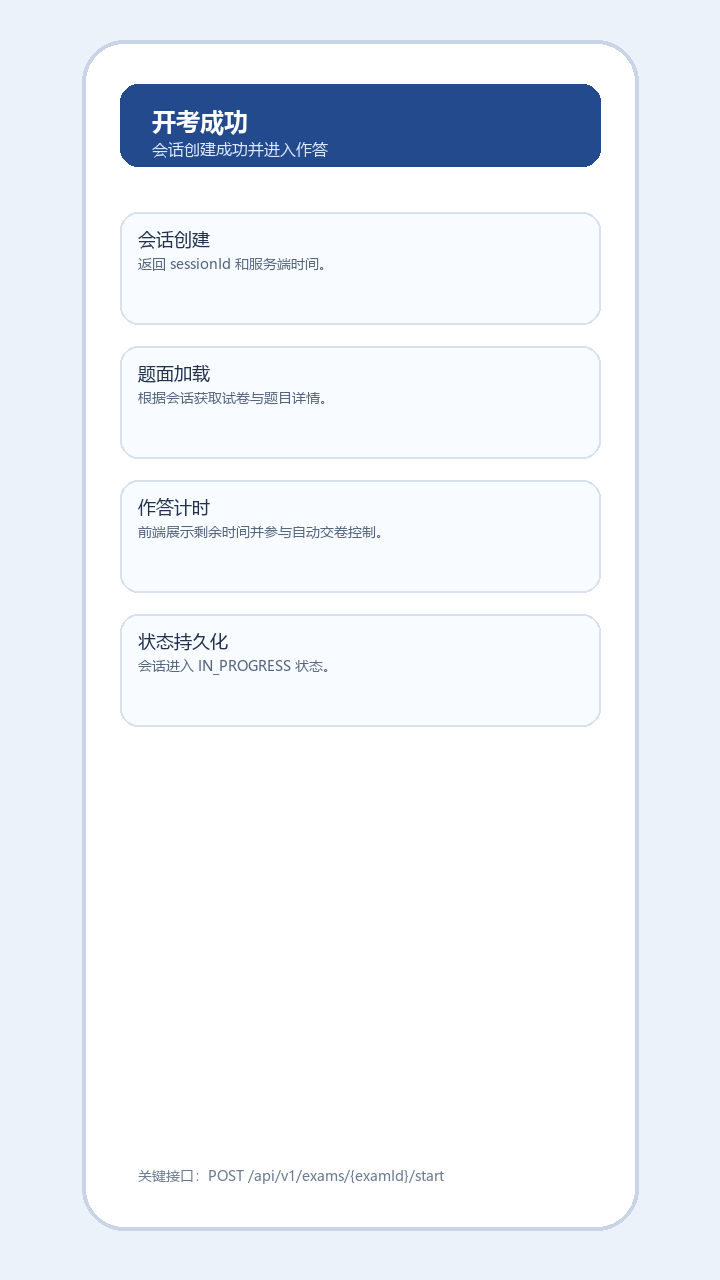 开考成功
会话创建成功并进入作答
会话创建
返回 sessionId 和服务端时间。
题面加载
根据会话获取试卷与题目详情。
作答计时
前端展示剩余时间并参与自动交卷控制。
状态持久化
会话进入 IN_PROGRESS 状态。
关键接口：POST /api/v1/exams/{examId}/start